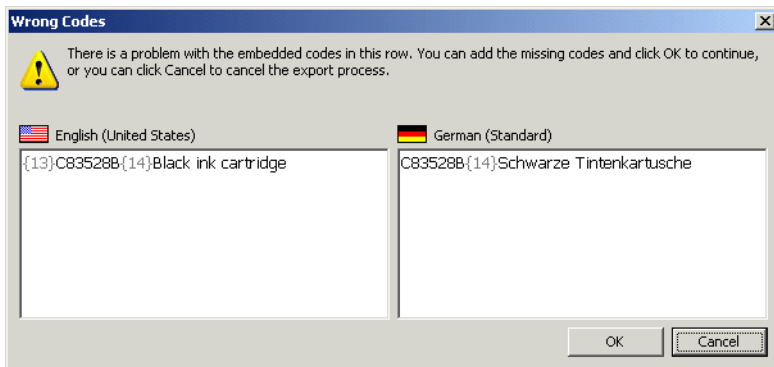 Wrong Codes
There is a problem with the embedded codes in this row. You can add the missing codes and click OK to continue,
or you can click Cancel to cancel the export process.
English (United States)
German (Standard)
{13}C83528B{14}Black ink cartridge
C83528B{14}Schwarze Tintenkartusche
OK
Cancel